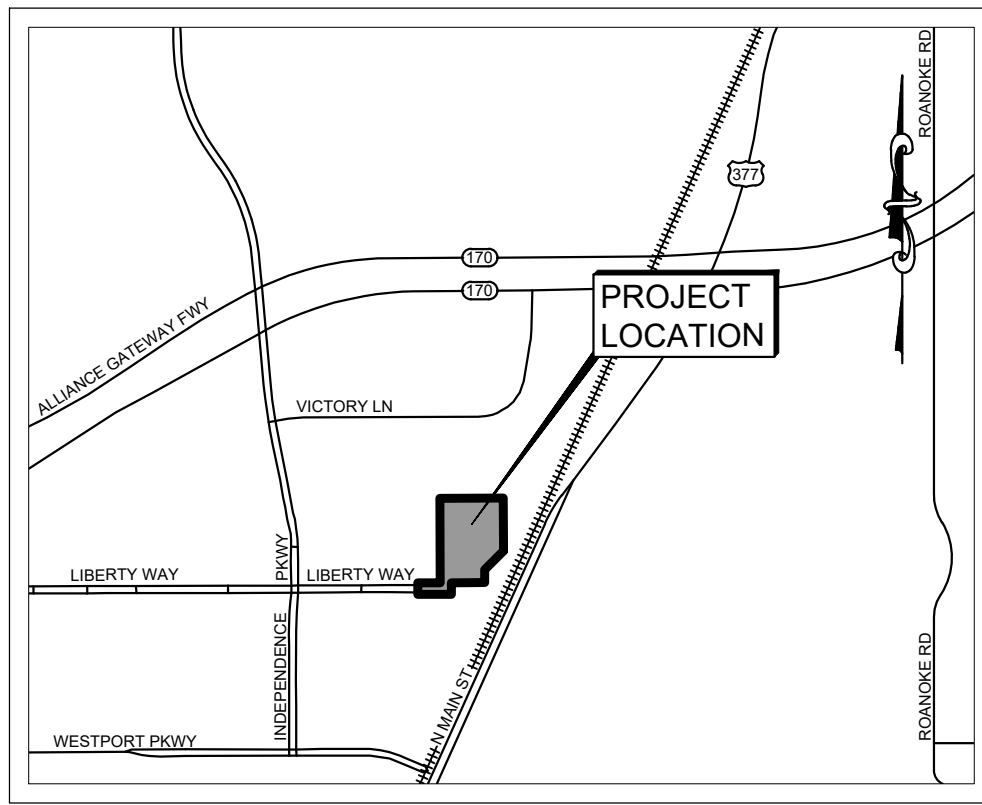 ROANOKE RD
377
170
170
PROJECT
LOCATION
ALLIANCE GATEWAY FWY
VICTORY LN
LIBERTY WAY
PKWY
LIBERTY WAY
INDEPENDENCE
N MAIN ST
ROANOKE RD
WESTPORT PKWY